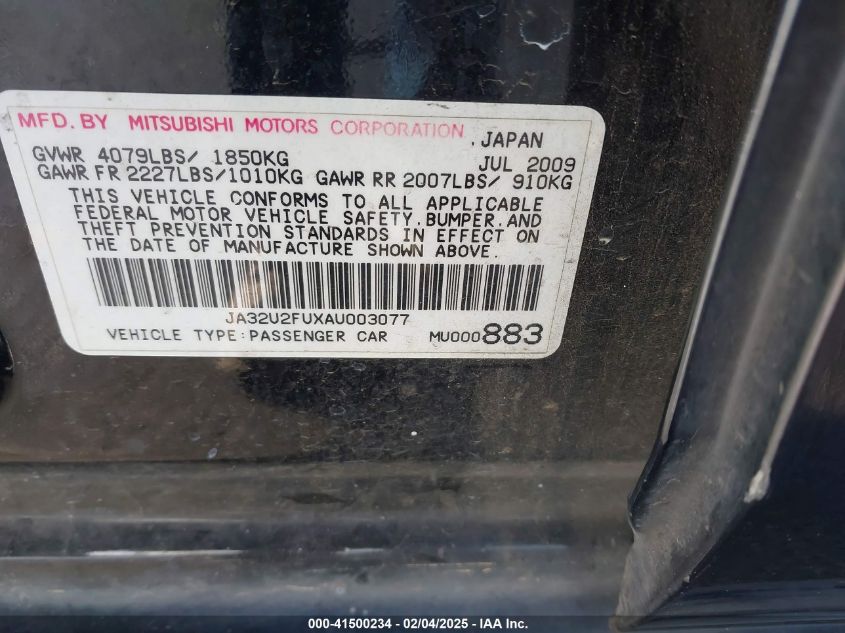 MFD. BY MITSUBISHI MOTORS CORPORATION. JAPAN
GVWR 4079LBS/ 1850KG JUL 2009
GAWR FR 2227LBS/1010KG GAWR RR 2007LBS/ 910KG
THIS VEHICLE CONFORMS TO ALL APPLICABLE
FEDERAL MOTOR VEHICLE SAFETY, BUMPER, AND
THEFT PREVENTION STANDARDS IN EFFECT ON
THE DATE OF MANUFACTURE SHOWN ABOVE.
JA32U2FUXAU003077
VEHICLE TYPE: PASSENGER CAR MU000883
000-41500234 - 02/04/2025 - IAA Inc.